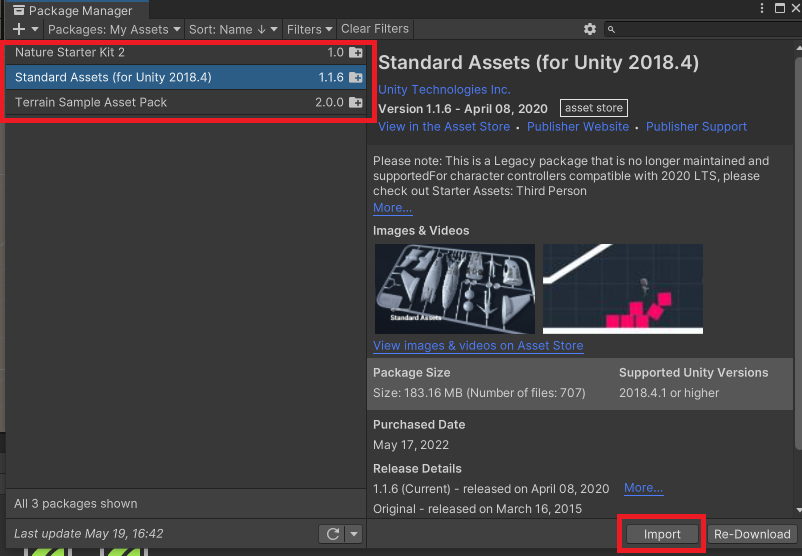 Package Manager
Packages: My Assets Sort: Name ↓ Filters Clear Filters
Nature Starter Kit 2 1.0
Standard Assets (for Unity 2018.4) 1.1.6
Terrain Sample Asset Pack 2.0.0
Standard Assets (for Unity 2018.4)
Unity Technologies Inc.
Version 1.1.6 - April 08, 2020 asset store
View in the Asset Store • Publisher Website • Publisher Support
Please note: This is a Legacy package that is no longer maintained and
supportedFor character controllers compatible with 2020 LTS, please
check out Starter Assets: Third Person
More...
Images & Videos
Standard Assets
View images & videos on Asset Store
Package Size Supported Unity Versions
Size: 183.16 MB (Number of files: 707) 2018.4.1 or higher
Purchased Date
May 17, 2022
Release Details
1.1.6 (Current) - released on April 08, 2020 More...
Original - released on March 16, 2015
All 3 packages shown
Last update May 19, 16:42
Import Re-Download